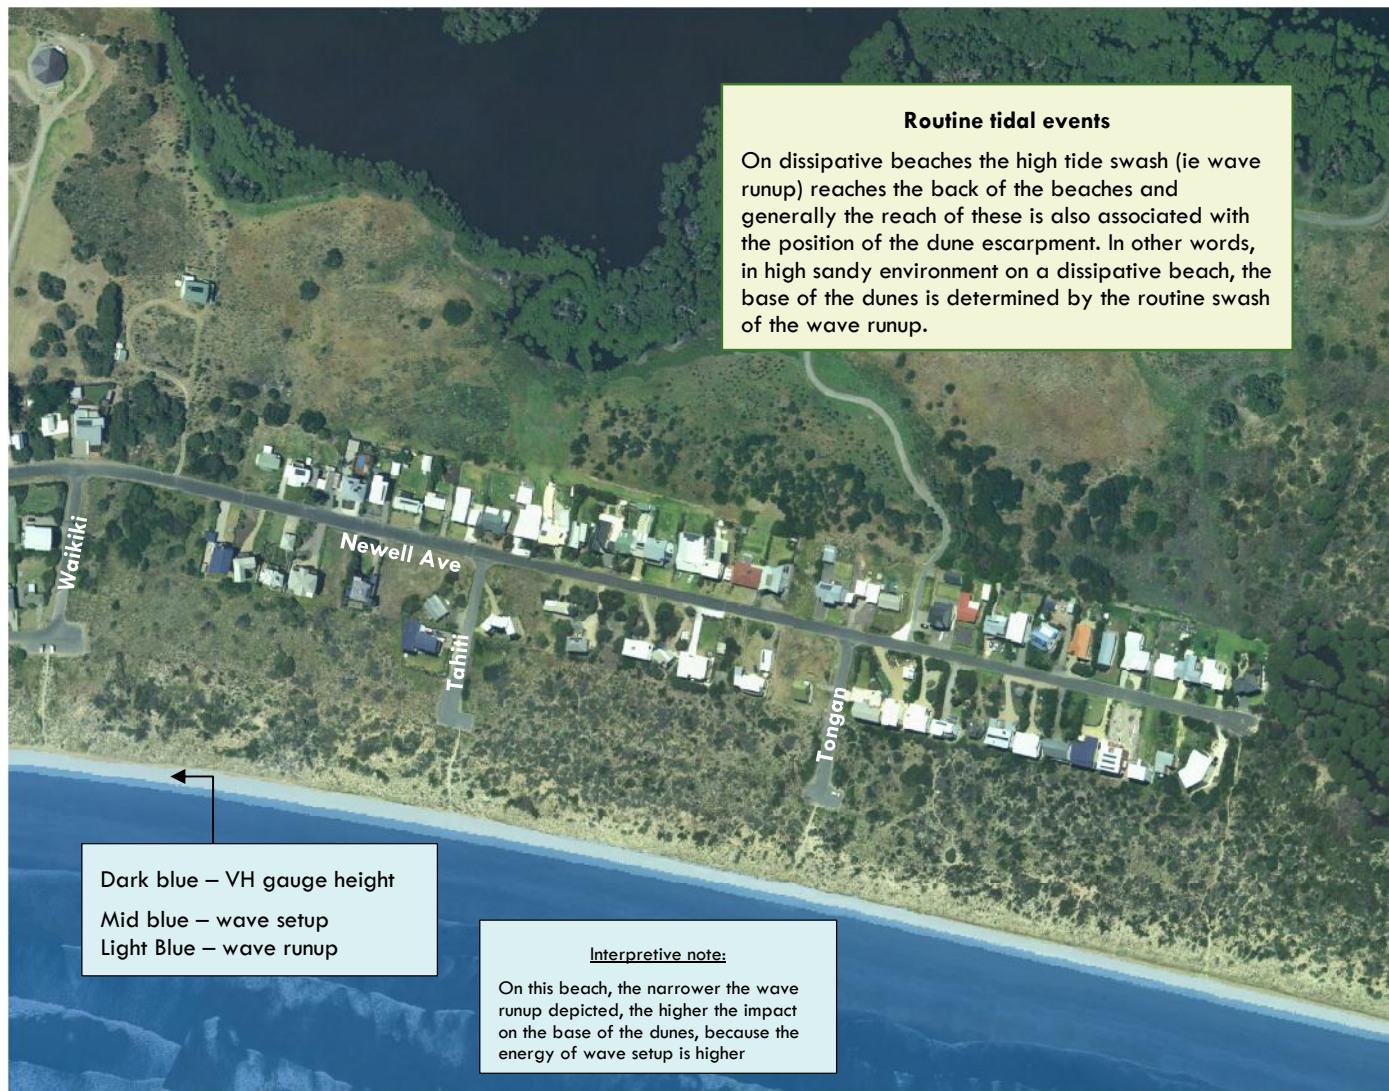 Routine tidal events
On dissipative beaches the high tide swash (ie wave
runup) reaches the back of the beaches and
generally the reach of these is also associated with
the position of the dune escarpment. In other words,
in high sandy environment on a dissipative beach, the
base of the dunes is determined by the routine swash
of the wave runup.
Waikiki
Newell Ave
Tahiti
Tongan
Dark blue – VH gauge height
Mid blue – wave setup
Light Blue – wave runup
Interpretive note:
On this beach, the narrower the wave
runup depicted, the higher the impact
on the base of the dunes, because the
energy of wave setup is higher